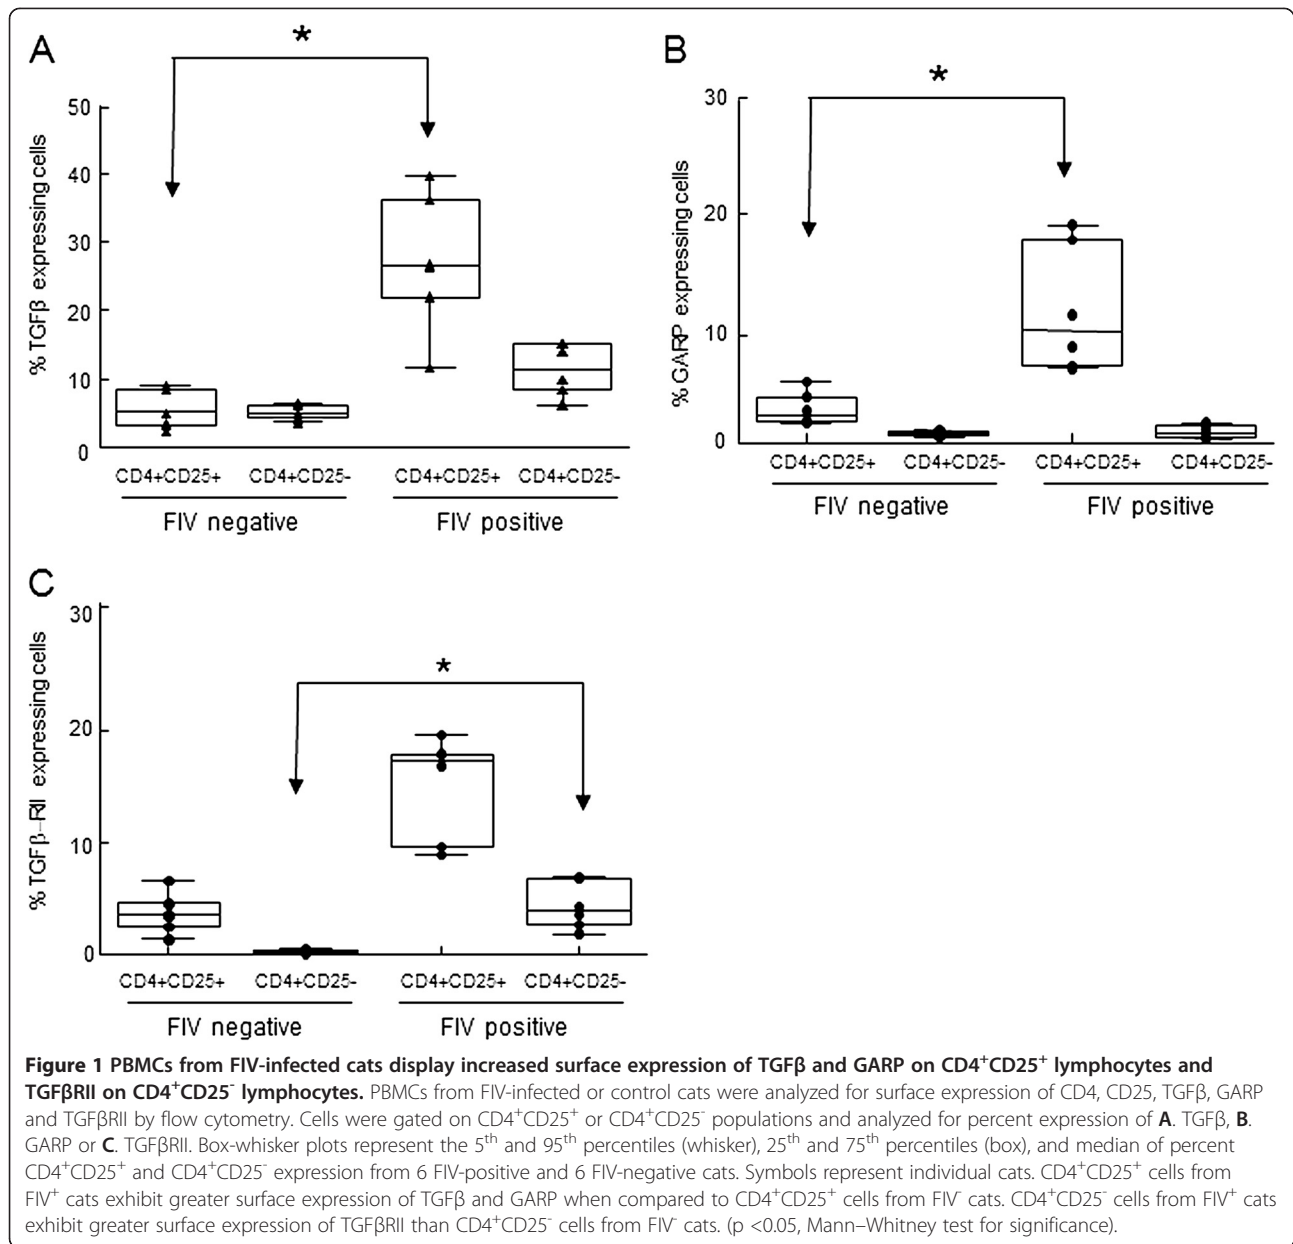 A
*
50
40
30
20
10
0
% TGFβ expressing cells
CD4+CD25+ CD4+CD25- CD4+CD25+ CD4+CD25-
FIV negative FIV positive
B
*
30
20
10
0
% GARP expressing cells
CD4+CD25+ CD4+CD25- CD4+CD25+ CD4+CD25-
FIV negative FIV positive
C
*
30
20
10
0
% TGFβ-RII expressing cells
CD4+CD25+ CD4+CD25- CD4+CD25+ CD4+CD25-
FIV negative FIV positive
Figure 1 PBMCs from FIV-infected cats display increased surface expression of TGFβ and GARP on CD4⁺CD25⁺ lymphocytes and
TGFβRII on CD4⁺CD25⁻ lymphocytes. PBMCs from FIV-infected or control cats were analyzed for surface expression of CD4, CD25, TGFβ, GARP
and TGFβRII by flow cytometry. Cells were gated on CD4⁺CD25⁺ or CD4⁺CD25⁻ populations and analyzed for percent expression of A. TGFβ, B.
GARP or C. TGFβRII. Box-whisker plots represent the 5th and 95th percentiles (whisker), 25th and 75th percentiles (box), and median of percent
CD4⁺CD25⁺ and CD4⁺CD25⁻ expression from 6 FIV-positive and 6 FIV-negative cats. Symbols represent individual cats. CD4⁺CD25⁺ cells from
FIV⁺ cats exhibit greater surface expression of TGFβ and GARP when compared to CD4⁺CD25⁺ cells from FIV⁻ cats. CD4⁺CD25⁻ cells from FIV⁺ cats
exhibit greater surface expression of TGFβRII than CD4⁺CD25⁻ cells from FIV⁻ cats. (p <0.05, Mann–Whitney test for significance).